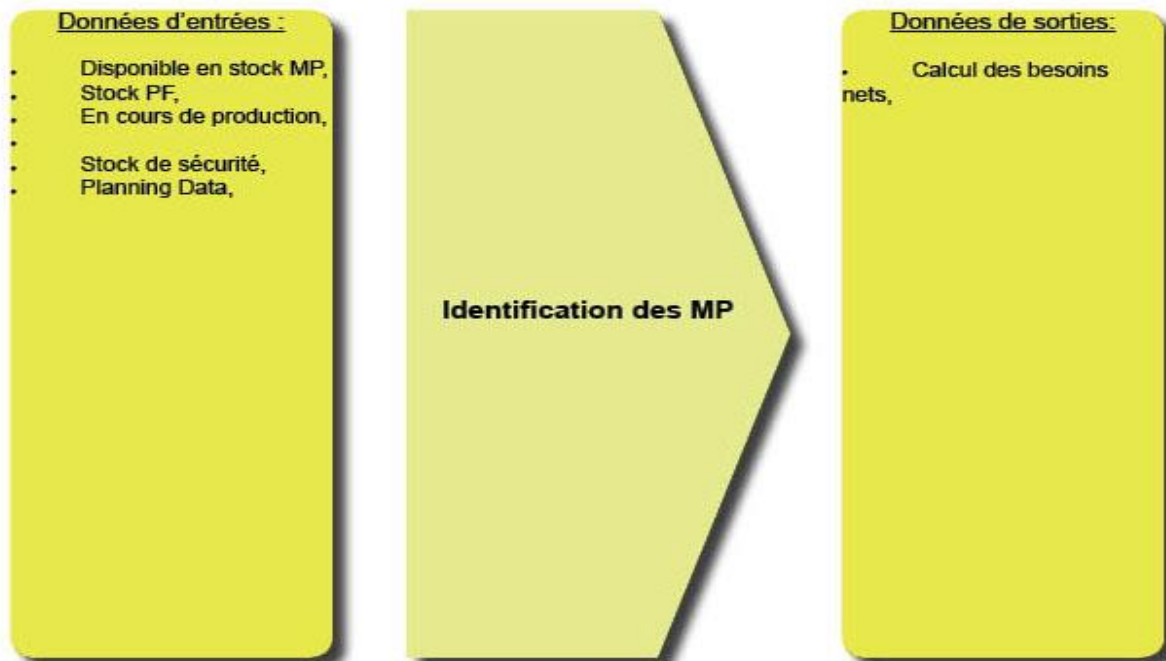 Données d'entrées :
• Disponible en stock MP,
• Stock PF,
• En cours de production,
•
• Stock de sécurité,
• Planning Data,
Identification des MP
Données de sorties:
• Calcul des besoins
nets,